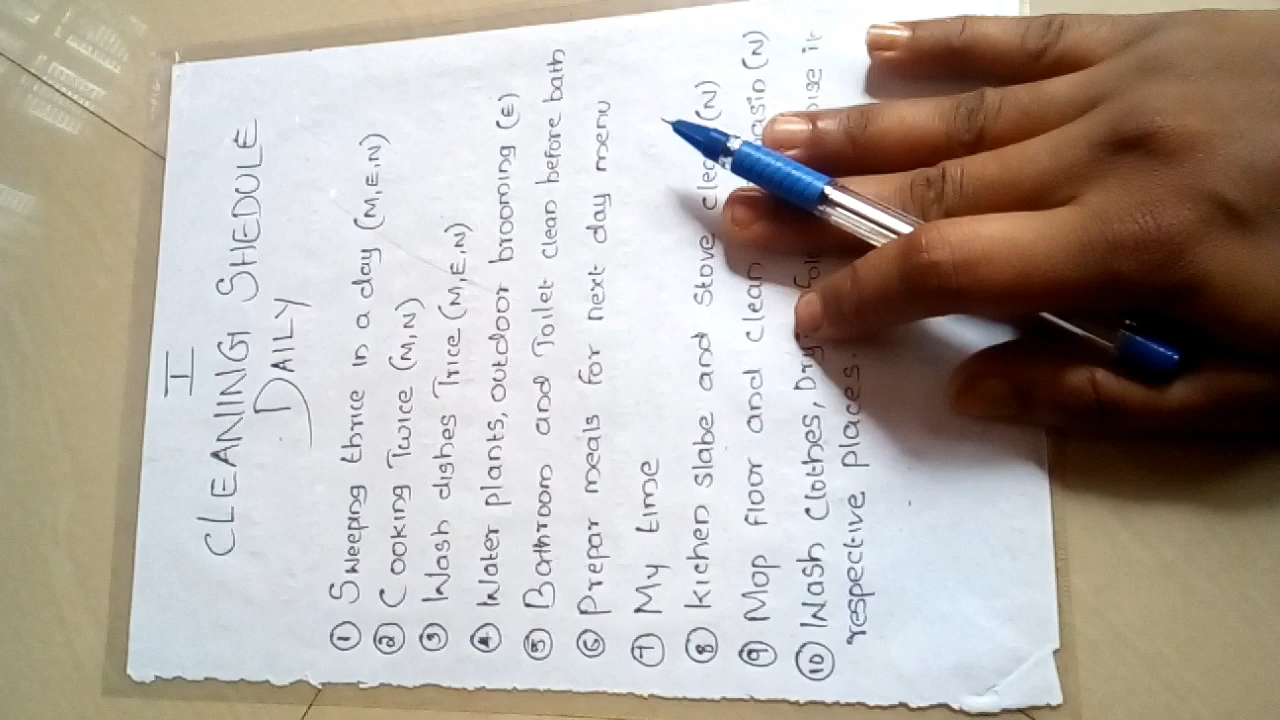 I
CLEANING SHEDULE
DAILY
① Sweeping thrice in a day (M,E,N)
② Cooking Twice (M,N)
③ Wash dishes Trice (M,E,N)
④ Water plants, outdoor brooming (E)
⑤ Bathroom and Toilet clean before bath
⑥ Prepar meals for next day menu
⑦ My time
⑧ kichen slabe and Stove (N)
⑨ Mop floor and clean (N)
⑩ Wash Clothes, Dry it
respective places.